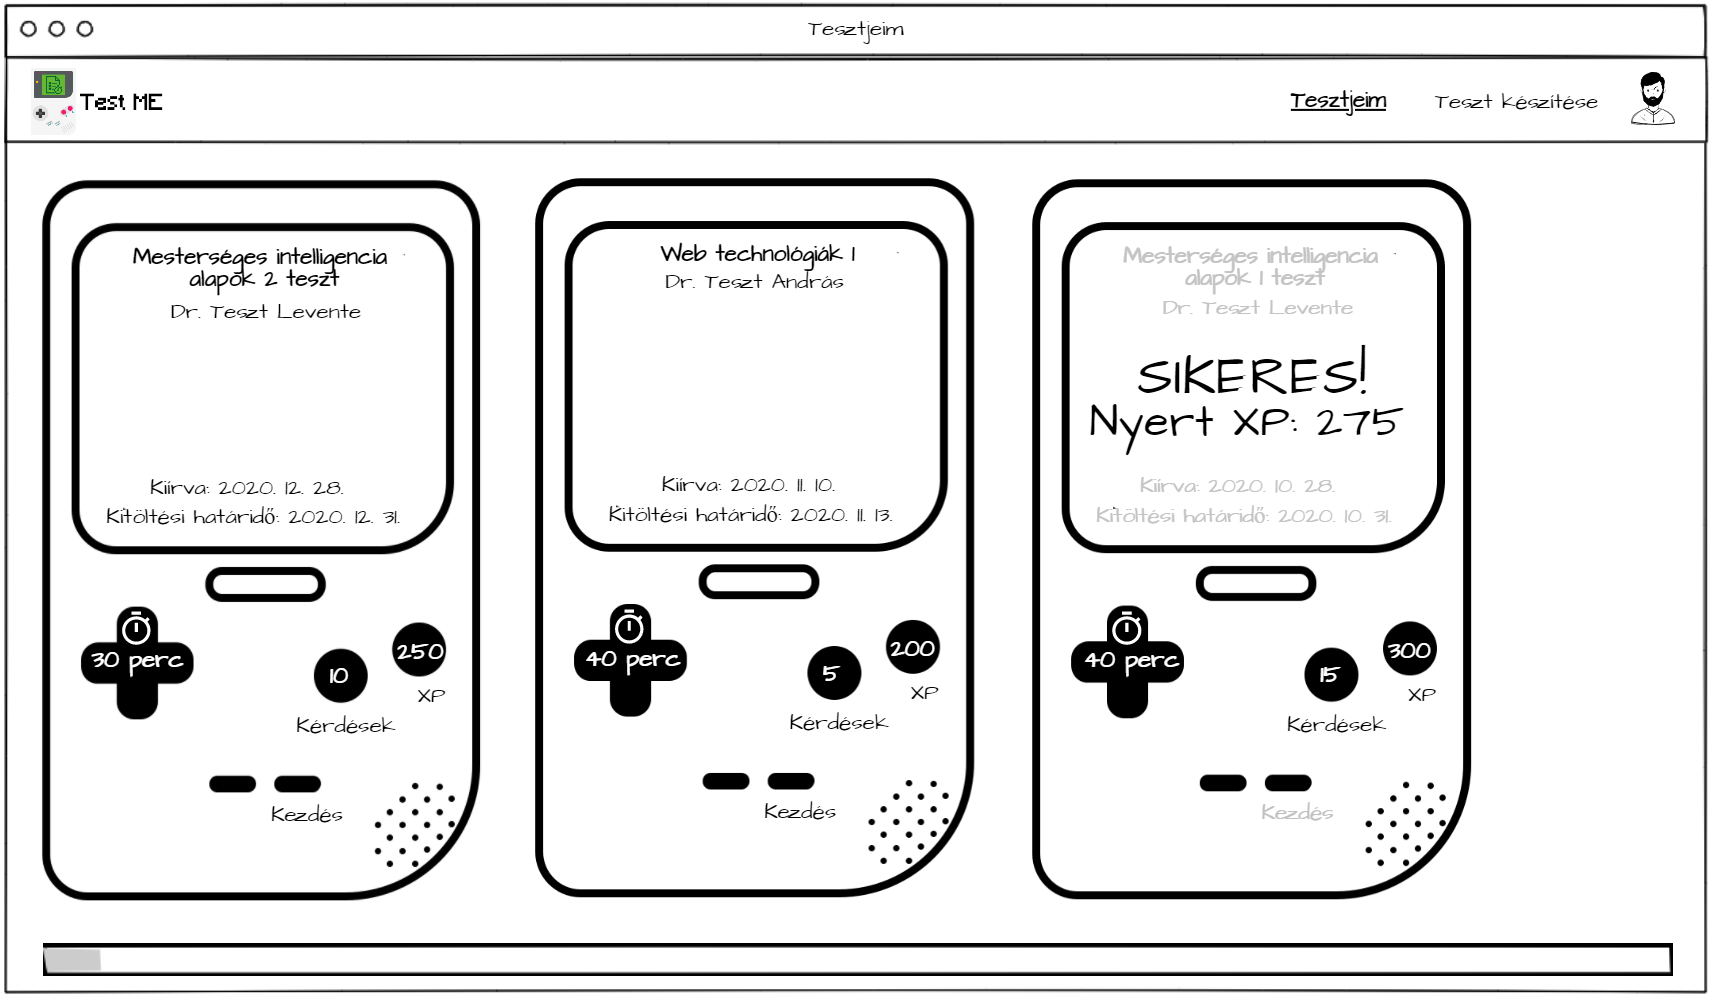 Tesztjeim
Test ME
Tesztjeim
Teszt készítése
Mesterséges intelligencia
alapok 2 teszt
Dr. Teszt Levente
Kiírva: 2020. 12. 28.
Kitöltési határidő: 2020. 12. 31.
30 perc
10
250
XP
Kérdések
Kezdés
Web technológiák 1
Dr. Teszt András
Kiírva: 2020. 11. 10.
Kitöltési határidő: 2020. 11. 13.
40 perc
5
200
XP
Kérdések
Kezdés
Mesterséges intelligencia
alapok 1 teszt
Dr. Teszt Levente
SIKERES!
Nyert XP: 275
Kiírva: 2020. 10. 28.
Kitöltési határidő: 2020. 10. 31.
40 perc
15
300
XP
Kérdések
Kezdés